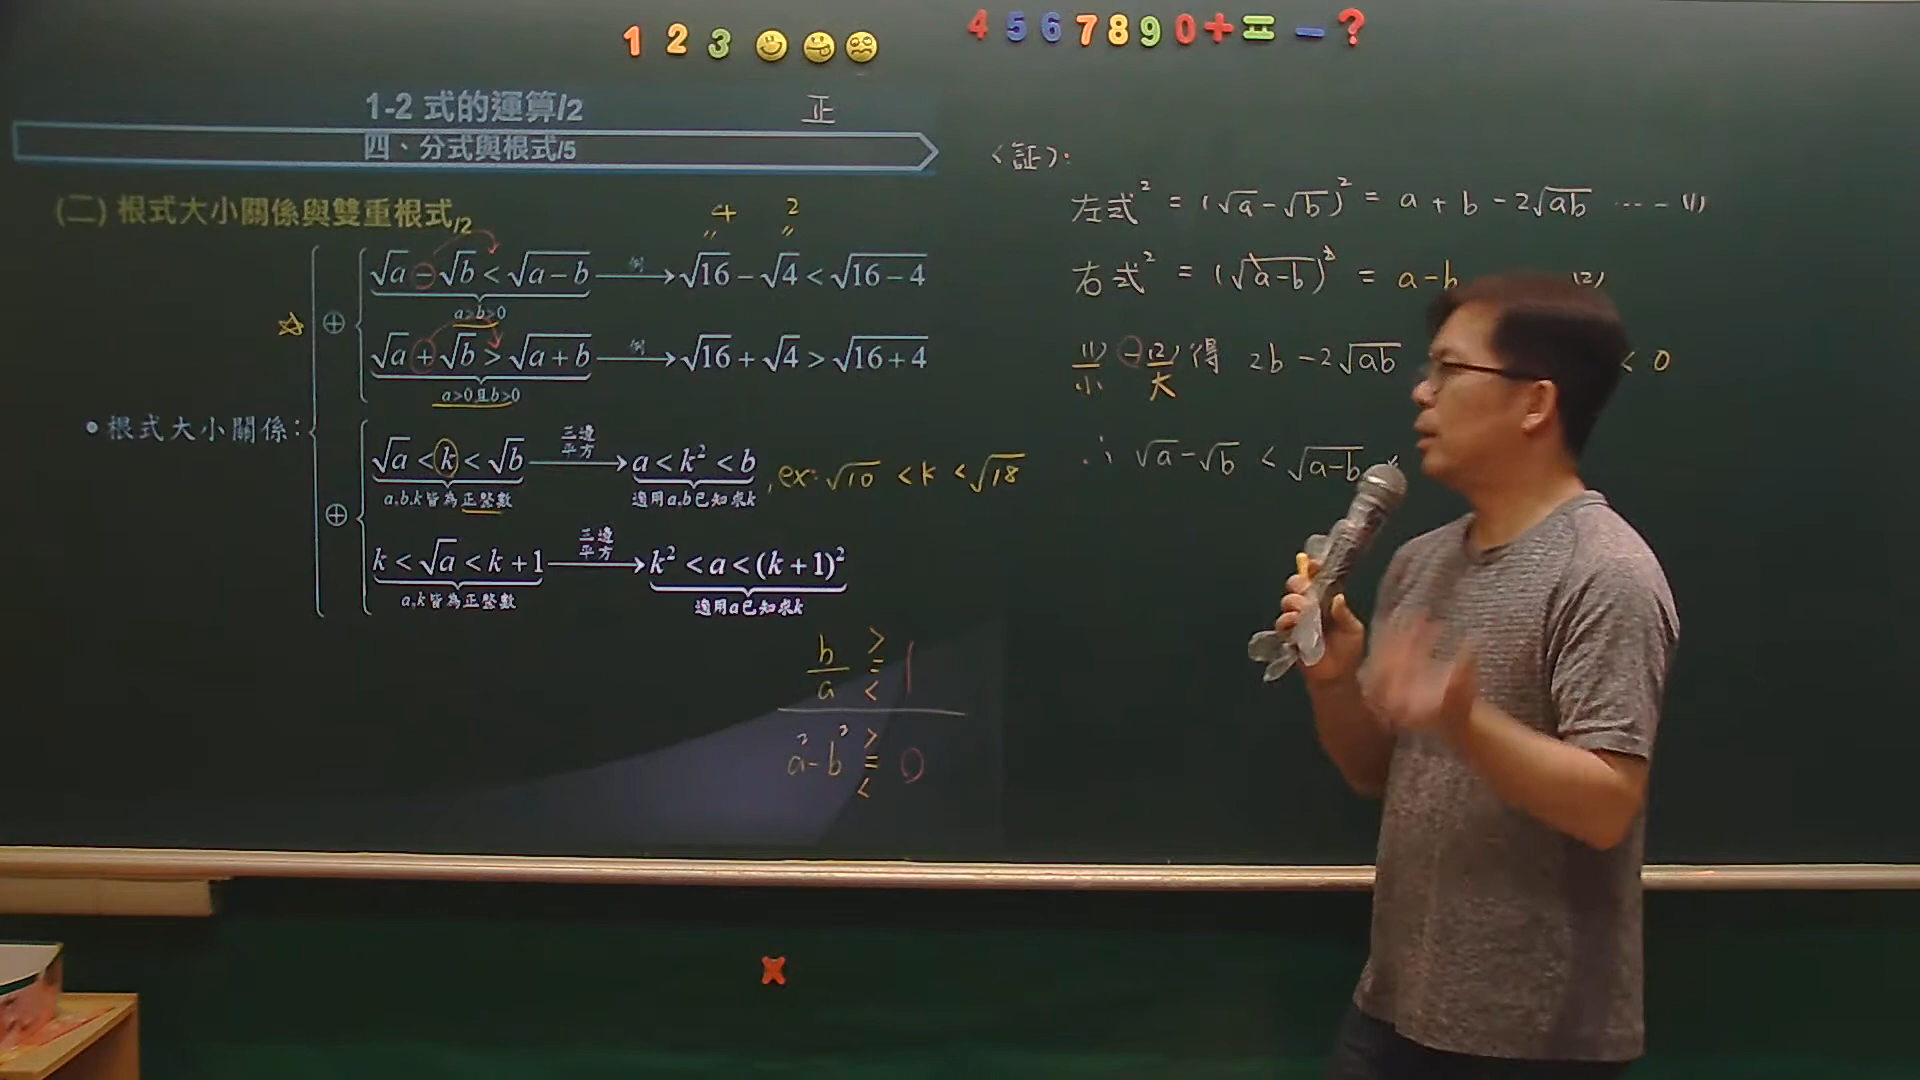 1 2 3
4 5 6 7 8 9 0 + = − ?
1-2 式的運算/2
正
四、分式與根式/5
(二) 根式大小關係與雙重根式/2
4 2
〃 〃
√a − √b < √(a−b) 例→ √16 − √4 < √(16−4)
a>b>0
☆ ⊕
√a + √b > √(a+b) 例→ √16 + √4 > √(16+4)
a>0且b>0
• 根式大小關係：
√a < k < √b 三邊平方→ a < k² < b , ex: √10 < k < √18
a,b,k皆為正整數 適用a,b已知求k
⊕
k < √a < k+1 三邊平方→ k² < a < (k+1)²
a,k皆為正整數 適用a已知求k
b/a > = < 1
a²−b² > = < 0
<証>:
左式² = (√a−√b)² = a + b − 2√(ab) ---- (1)
右式² = (√(a−b))² = a−b (2)
(1) − (2) 得 2b − 2√(ab) < 0
小 大
∴ √a − √b < √(a−b)
x